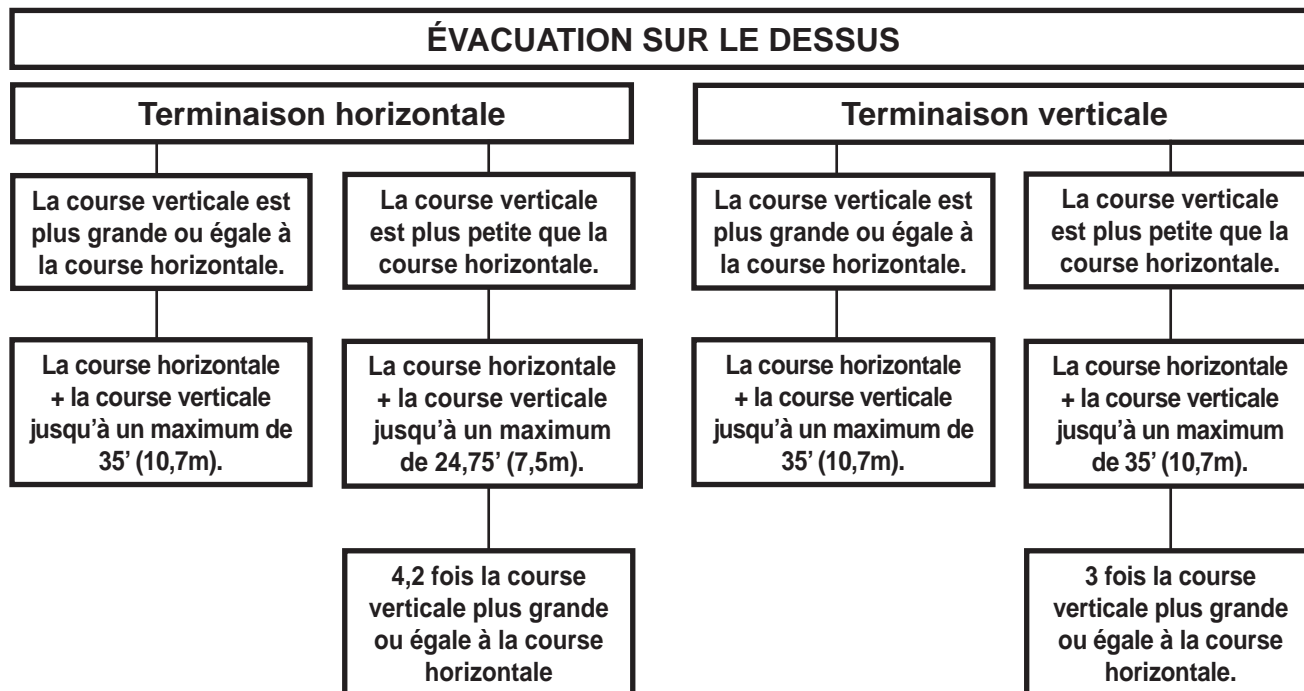 ÉVACUATION SUR LE DESSUS
Terminaison horizontale
La course verticale est
plus grande ou égale à
la course horizontale.
La course horizontale
+ la course verticale
jusqu’à un maximum de
35’ (10,7m).
La course verticale
est plus petite que la
course horizontale.
La course horizontale
+ la course verticale
jusqu’à un maximum
de 24,75’ (7,5m).
4,2 fois la course
verticale plus grande
ou égale à la course
horizontale
Terminaison verticale
La course verticale est
plus grande ou égale à
la course horizontale.
La course horizontale
+ la course verticale
jusqu’à un maximum de
35’ (10,7m).
La course verticale
est plus petite que la
course horizontale.
La course horizontale
+ la course verticale
jusqu’à un maximum
de 35’ (10,7m).
3 fois la course
verticale plus grande
ou égale à la course
horizontale.